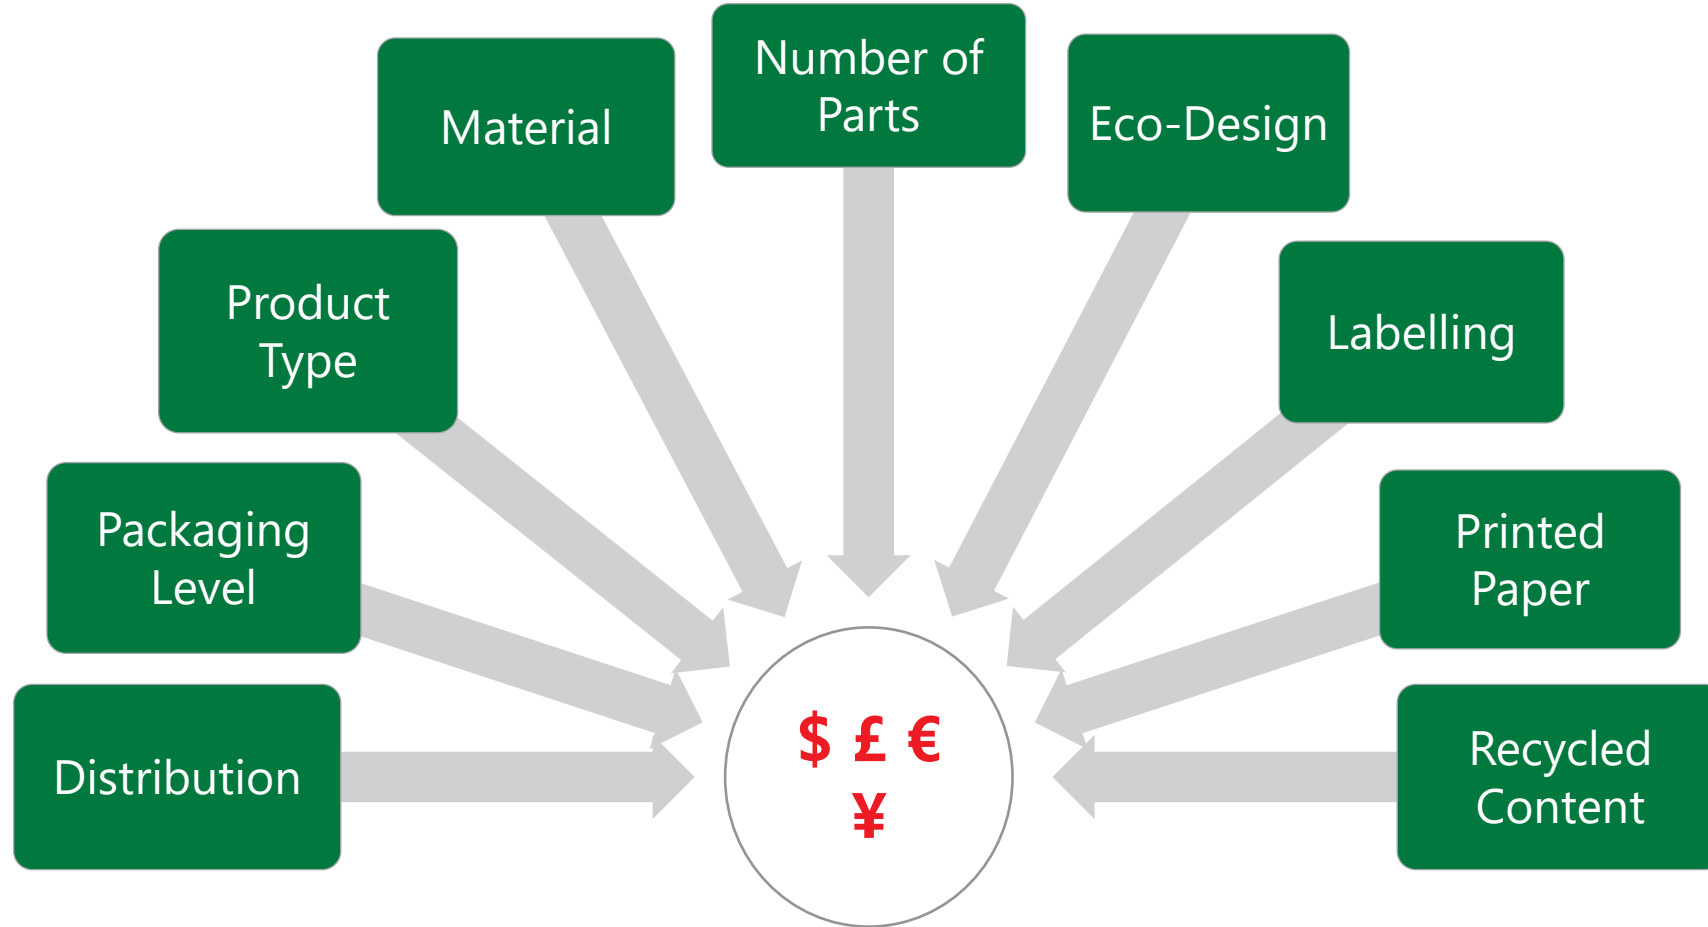 Number of
Parts
Material
Eco-Design
Product
Type
Labelling
Packaging
Level
Printed
Paper
Distribution
$ £ €
¥
Recycled
Content